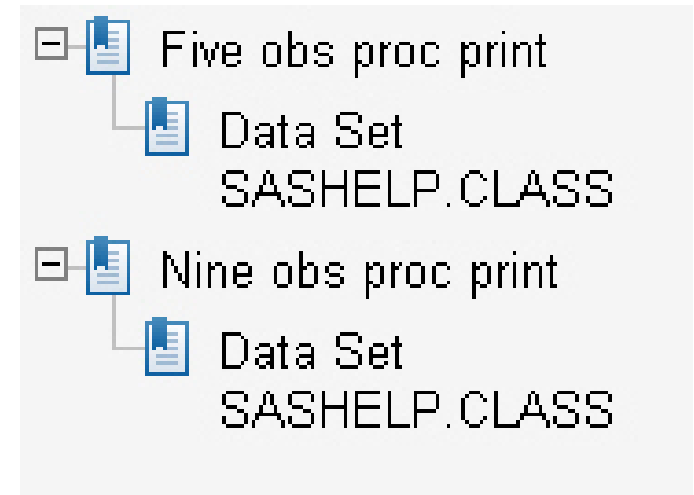 Five obs proc print
Data Set
SASHELP.CLASS
Nine obs proc print
Data Set
SASHELP.CLASS